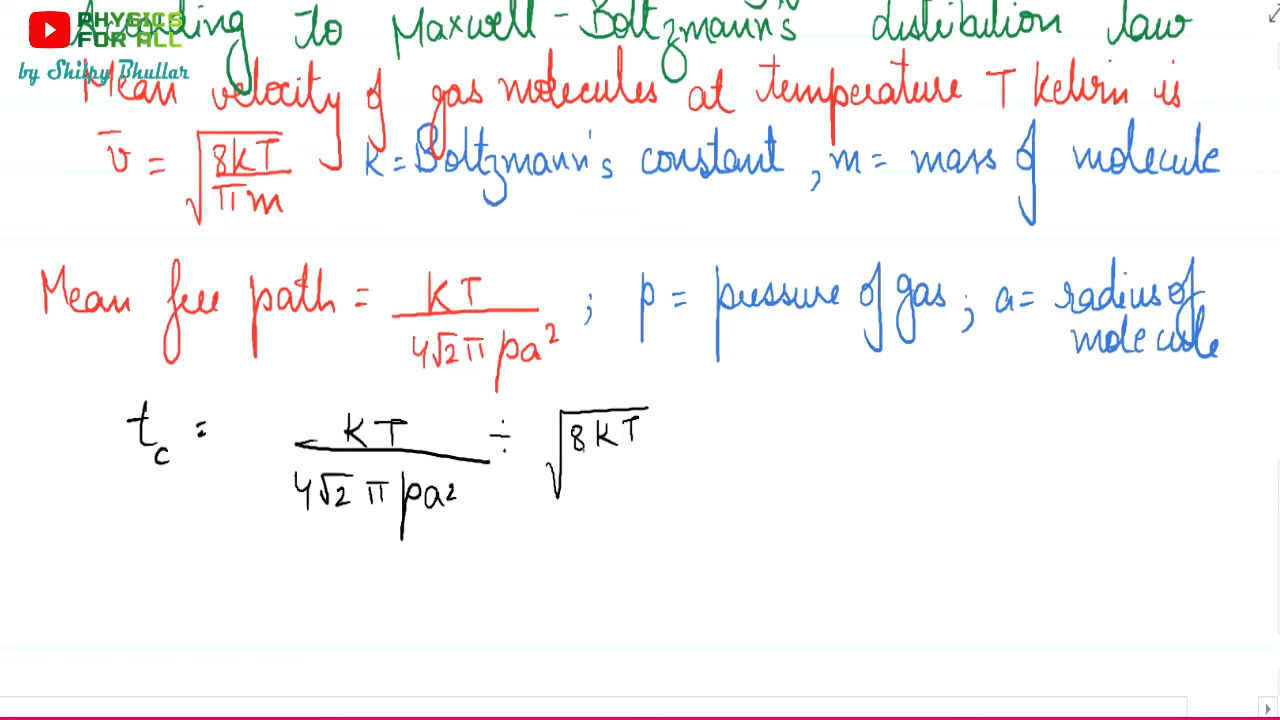 PHYSICS
FOR ALL
by Shilpy Bhullar
According to Maxwell-Boltzmann's distibution law
Mean velocity of gas molecules at temperature T kelvin is
v̄ = √(8kT/πm) k = Boltzmann's constant, m = mass of molecule
Mean free path = kT/(4√2 π pa²) ; p = pressure of gas ; a = radius of molecule
t_c = kT/(4√2 π pa²) ÷ √8kT